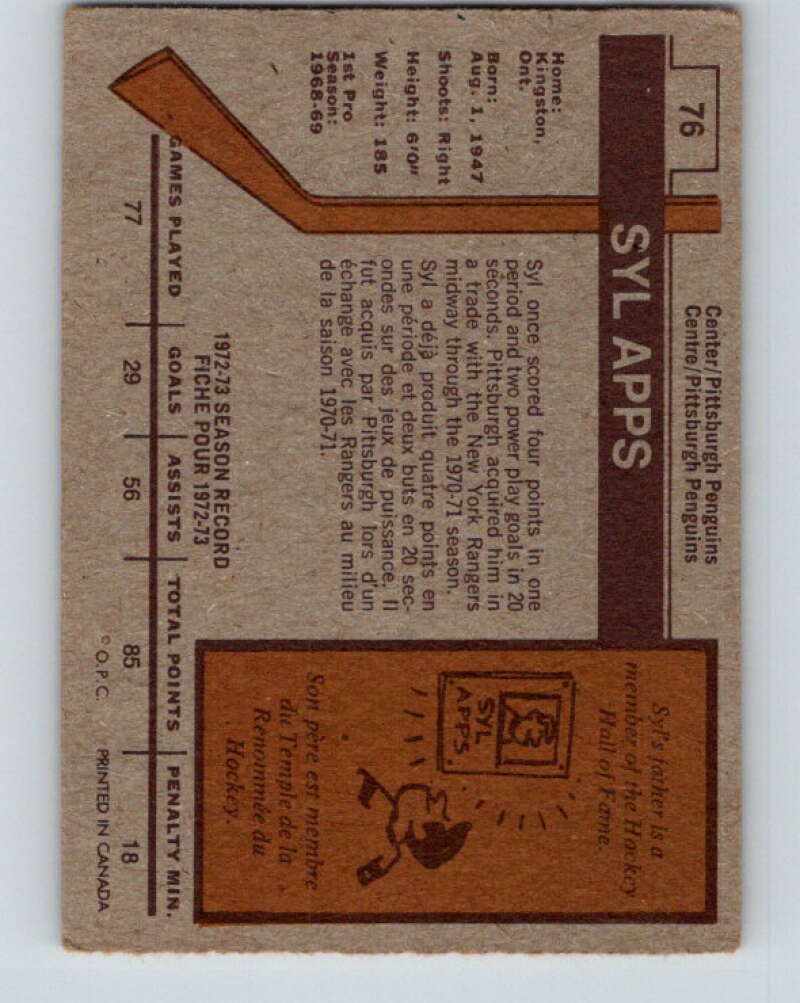 76
Center/Pittsburgh Penguins
Centre/Pittsburgh Penguins
SYL APPS
Home:
Kingston,
Ont.
Born:
Aug. 1, 1947
Shoots: Right
Height: 6'0"
Weight: 185
1st Pro
Season:
1968-69
Syl once scored four points in one
period and two power play goals in 20
seconds. Pittsburgh acquired him in
a trade with the New York Rangers
midway through the 1970-71 season.
Syl a déjà produit quatre points en
une période et deux buts en 20 sec-
ondes sur des jeux de puissance. Il
fut acquis par Pittsburgh lors d'un
échange avec les Rangers au milieu
de la saison 1970-71.
Syl's father is a
member of the Hockey
Hall of Fame.
SYL
APPS
Son père est membre
du Temple de la
Renommée du
Hockey.
1972-73 SEASON RECORD
FICHE POUR 1972-73
GAMES PLAYED GOALS ASSISTS TOTAL POINTS PENALTY MIN.
77 29 56 85 18
© O.P.C. PRINTED IN CANADA